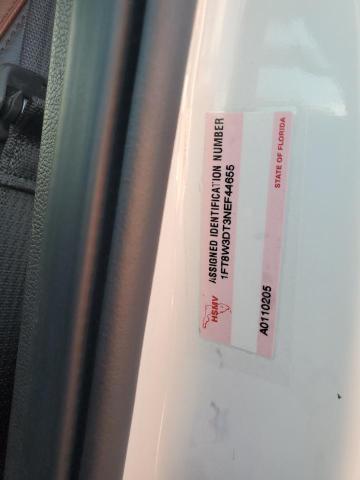 ASSIGNED IDENTIFICATION NUMBER
1FT8W3DT3NEF44655
HSMV
A0110205
STATE OF FLORIDA